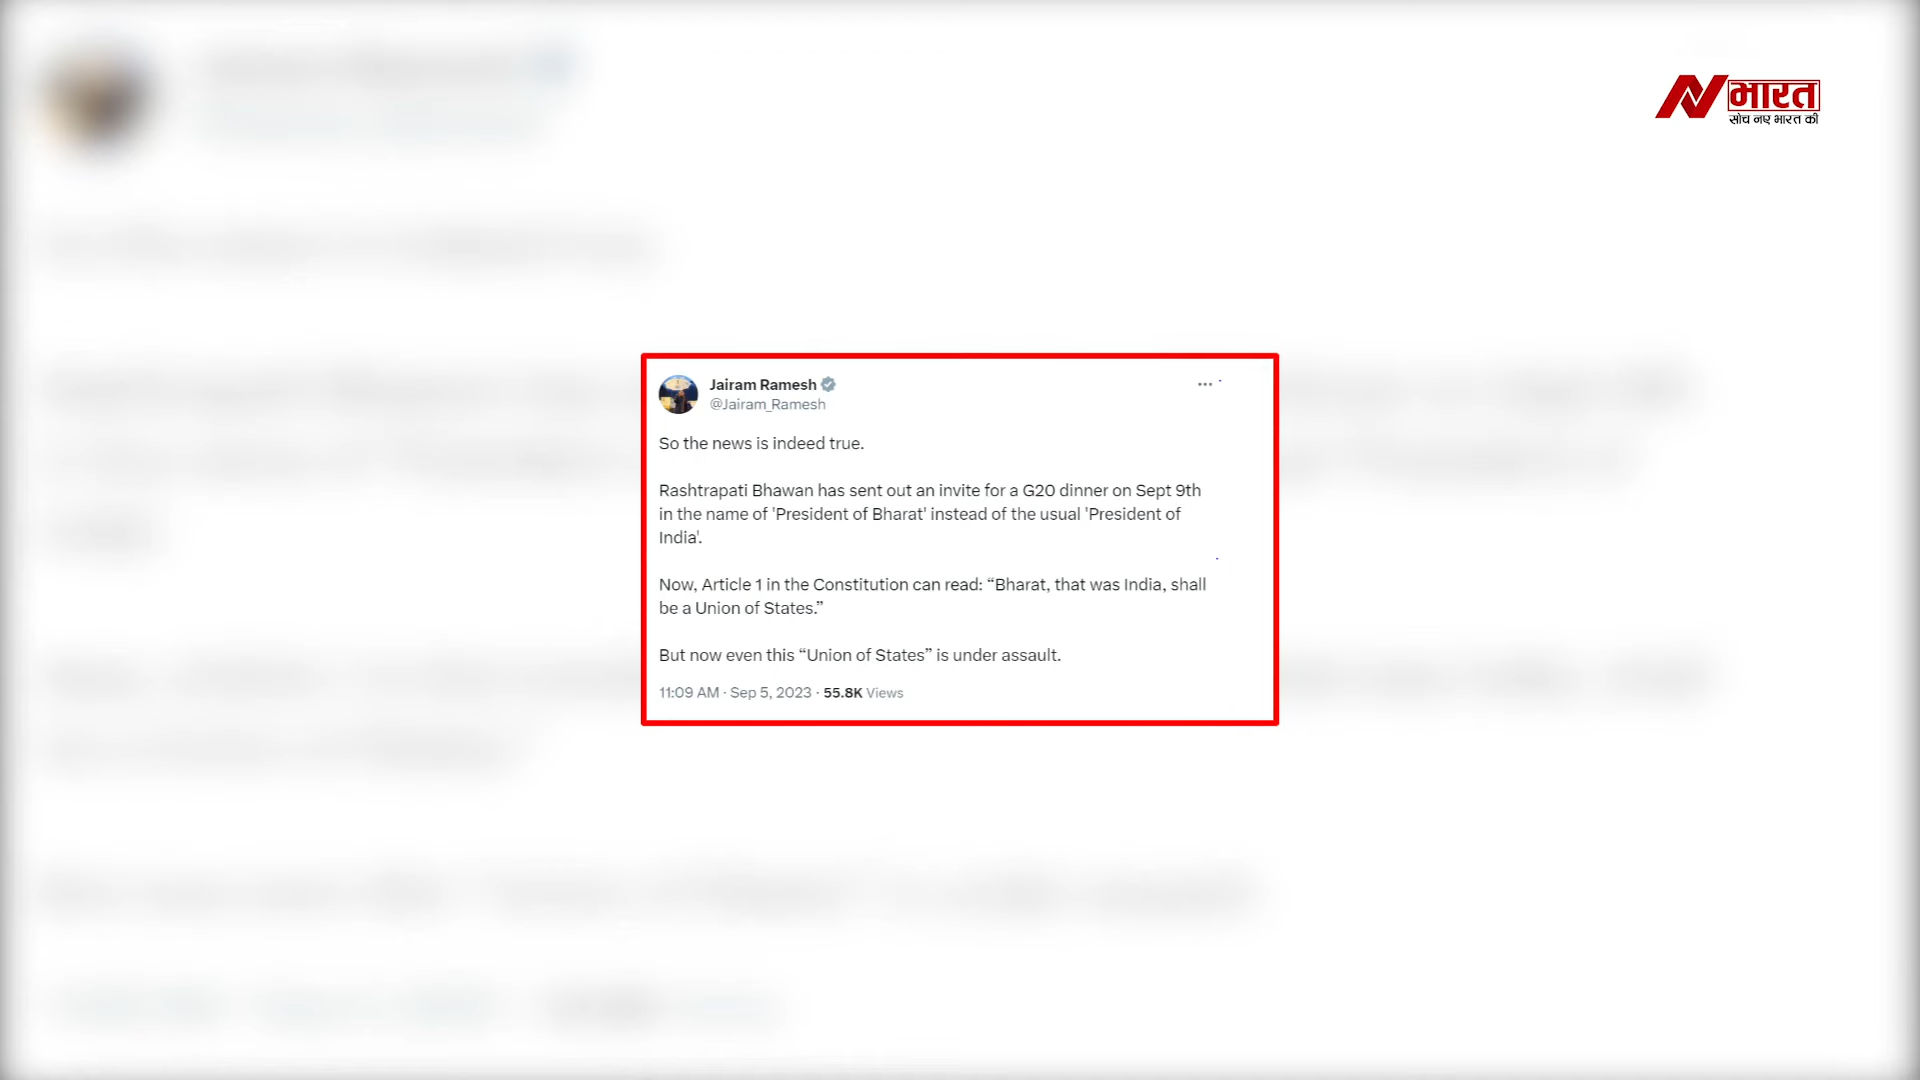 भारत
सोच नए भारत की
Jairam Ramesh
@Jairam_Ramesh
So the news is indeed true.
Rashtrapati Bhawan has sent out an invite for a G20 dinner on Sept 9th
in the name of 'President of Bharat' instead of the usual 'President of
India'.
Now, Article 1 in the Constitution can read: “Bharat, that was India, shall
be a Union of States.”
But now even this “Union of States” is under assault.
11:09 AM · Sep 5, 2023 · 55.8K Views